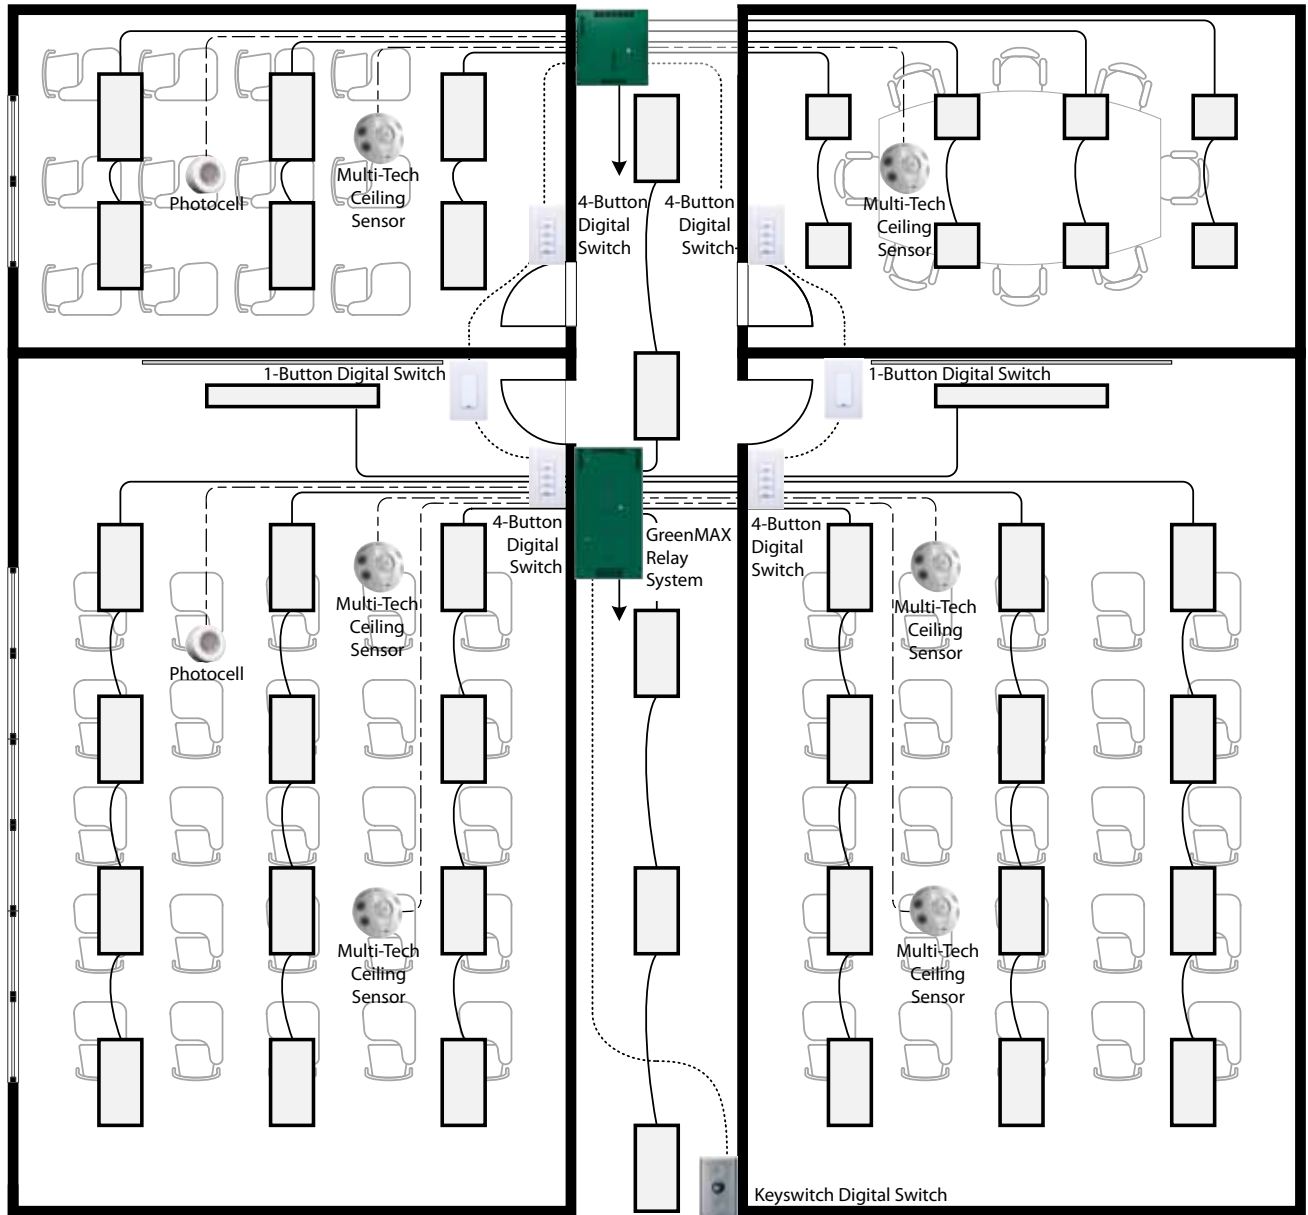 Photocell
Multi-Tech
Ceiling
Sensor
4-Button
Digital
Switch
4-Button
Digital
Switch
Multi-Tech
Ceiling
Sensor
1-Button Digital Switch
1-Button Digital Switch
4-Button
Digital
Switch
GreenMAX
Relay
System
4-Button
Digital
Switch
Photocell
Multi-Tech
Ceiling
Sensor
Multi-Tech
Ceiling
Sensor
Multi-Tech
Ceiling
Sensor
Multi-Tech
Ceiling
Sensor
Keyswitch Digital Switch